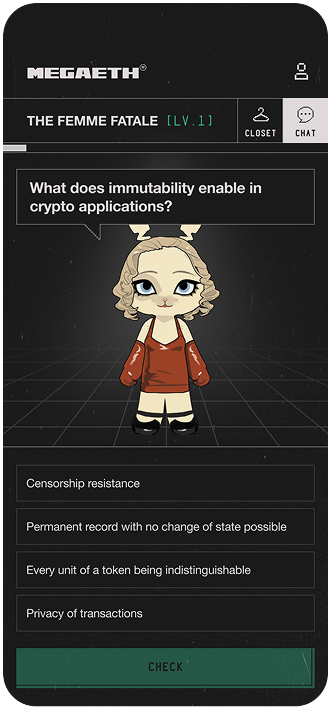 MEGAETH®
THE FEMME FATALE [LV.1]
CLOSET
CHAT
What does immutability enable in
crypto applications?
Censorship resistance
Permanent record with no change of state possible
Every unit of a token being indistinguishable
Privacy of transactions
CHECK